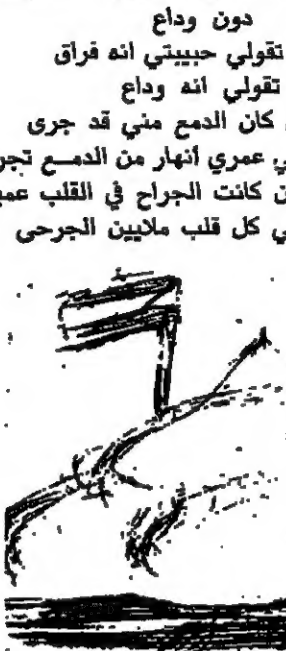 دون وداع
تقولي حبيبتي انه فراق
تقولي انه وداع
كان الدمع مني قد جرى
عمري أنهار من الدمع
كانت الجراح في القلب
كل قلب ملايين الجرحى